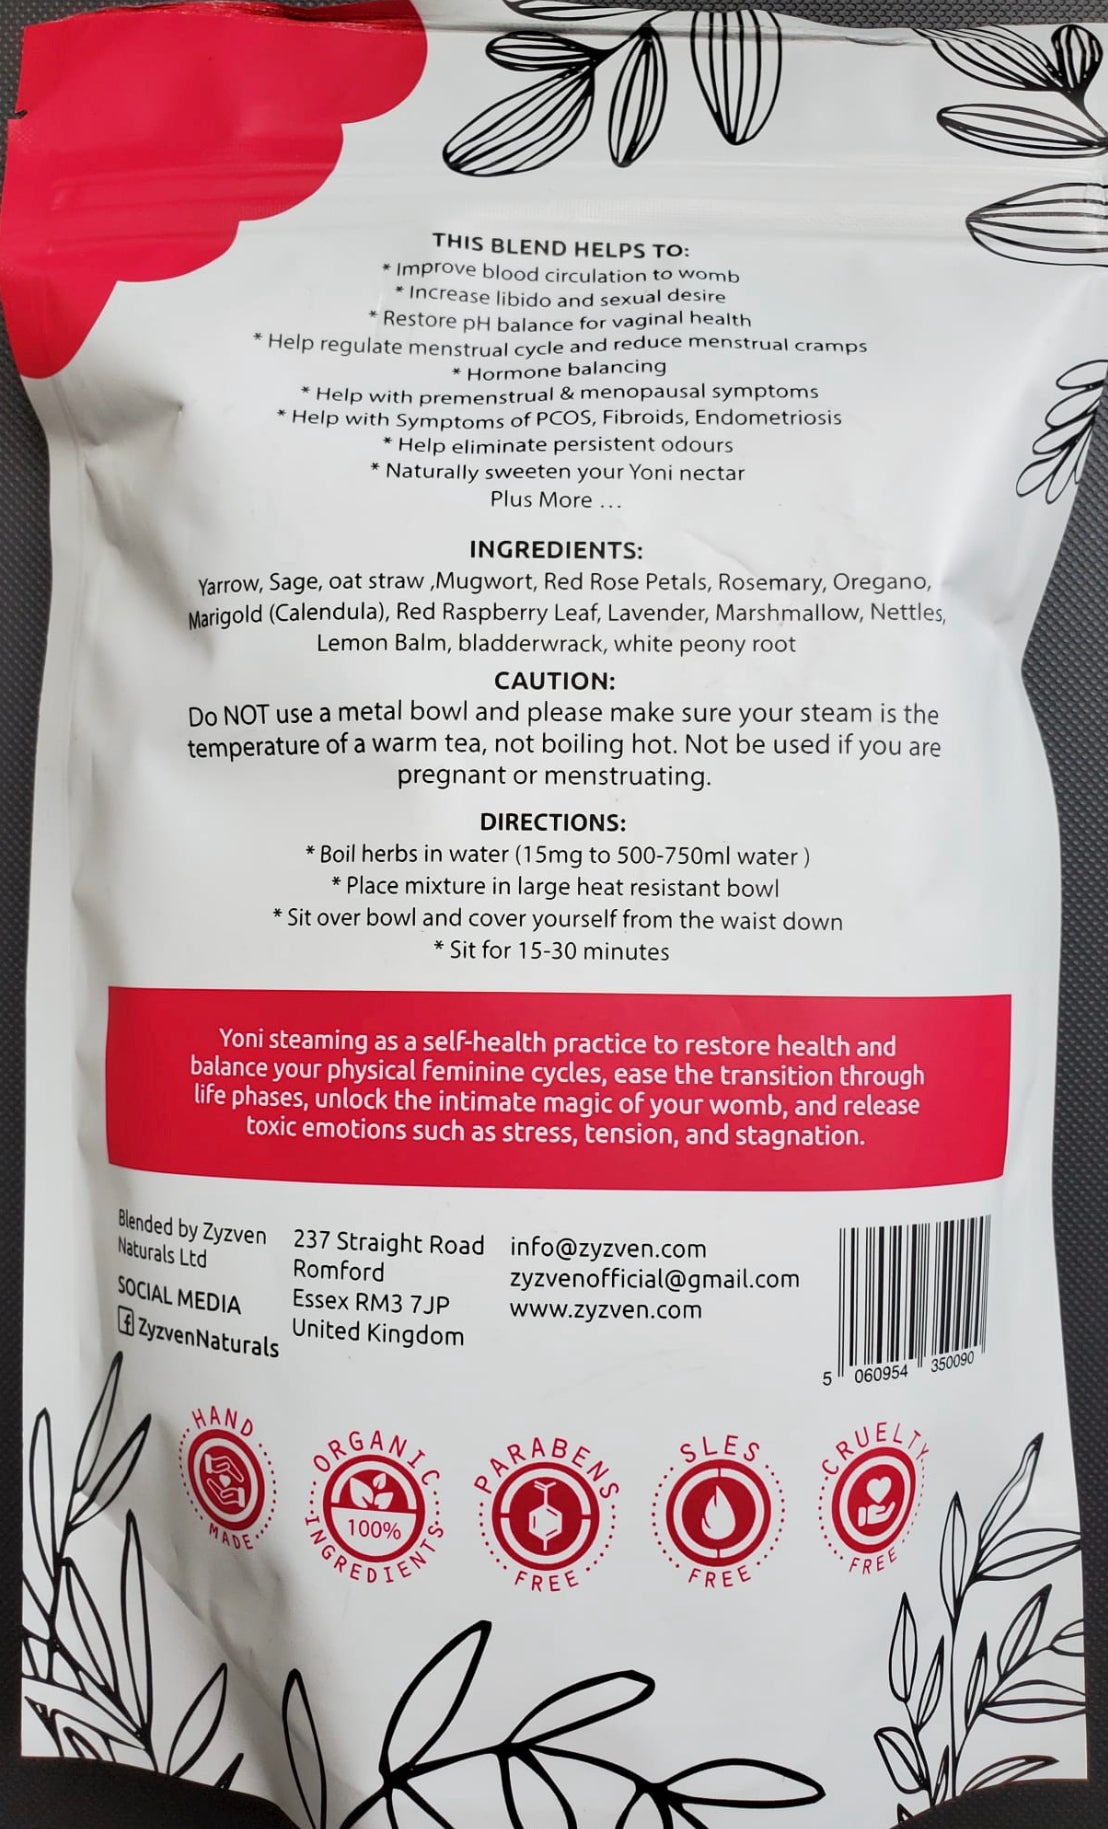 THIS BLEND HELPS TO:
* Improve blood circulation to womb
* Increase libido and sexual desire
* Restore pH balance for vaginal health
* Help regulate menstrual cycle and reduce menstrual cramps
* Hormone balancing
* Help with premenstrual & menopausal symptoms
* Help with Symptoms of PCOS, Fibroids, Endometriosis
* Help eliminate persistent odours
* Naturally sweeten your Yoni nectar
Plus More ...
INGREDIENTS:
Yarrow, Sage, oat straw ,Mugwort, Red Rose Petals, Rosemary, Oregano,
Marigold (Calendula), Red Raspberry Leaf, Lavender, Marshmallow, Nettles,
Lemon Balm, bladderwrack, white peony root
CAUTION:
Do NOT use a metal bowl and please make sure your steam is the
temperature of a warm tea, not boiling hot. Not be used if you are
pregnant or menstruating.
DIRECTIONS:
* Boil herbs in water (15mg to 500-750ml water )
* Place mixture in large heat resistant bowl
* Sit over bowl and cover yourself from the waist down
* Sit for 15-30 minutes
Yoni steaming as a self-health practice to restore health and
balance your physical feminine cycles, ease the transition through
life phases, unlock the intimate magic of your womb, and release
toxic emotions such as stress, tension, and stagnation.
Blended by Zyzven
Naturals Ltd
SOCIAL MEDIA
ZyzvenNaturals
237 Straight Road
Romford
Essex RM3 7JP
United Kingdom
info@zyzven.com
zyzvenofficial@gmail.com
www.zyzven.com
5 060954 350090
HAND
MADE
ORGANIC
100%
INGREDIENTS
PARABENS
FREE
SLES
FREE
CRUELTY
FREE